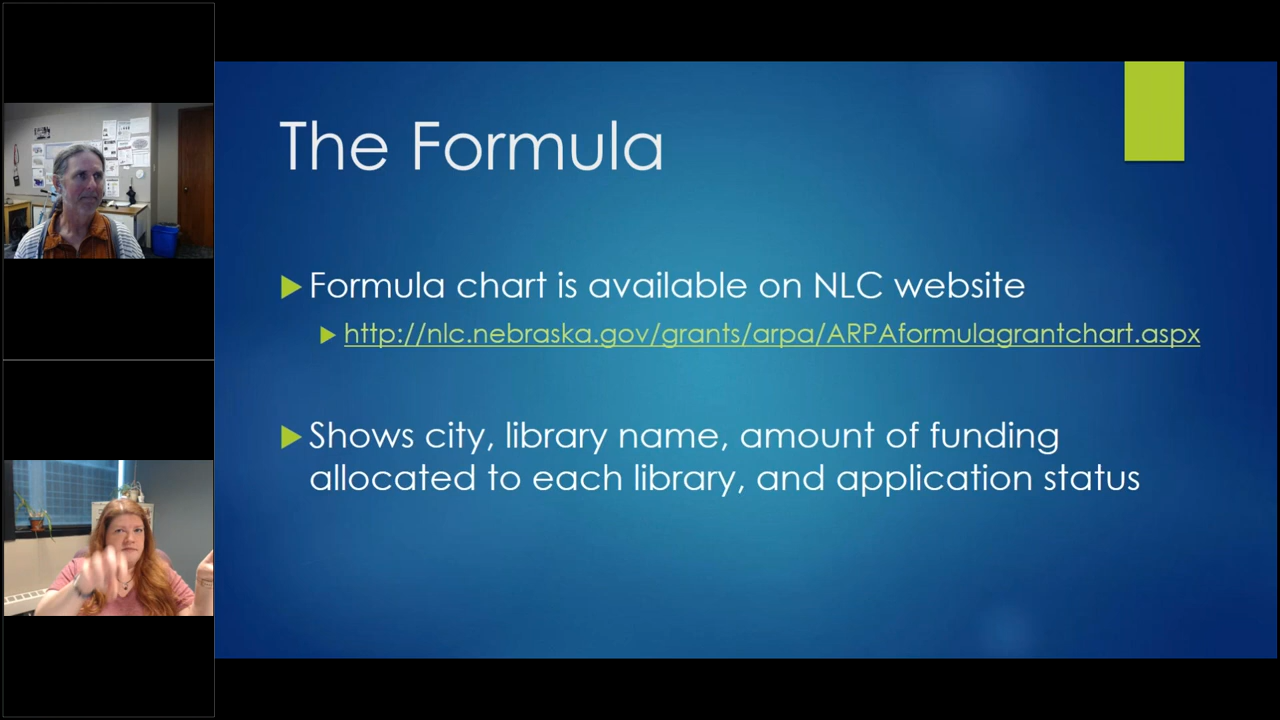 The Formula
Formula chart is available on NLC website
http://nlc.nebraska.gov/grants/arpa/ARPAformulagrantchart.aspx
Shows city, library name, amount of funding
allocated to each library, and application status